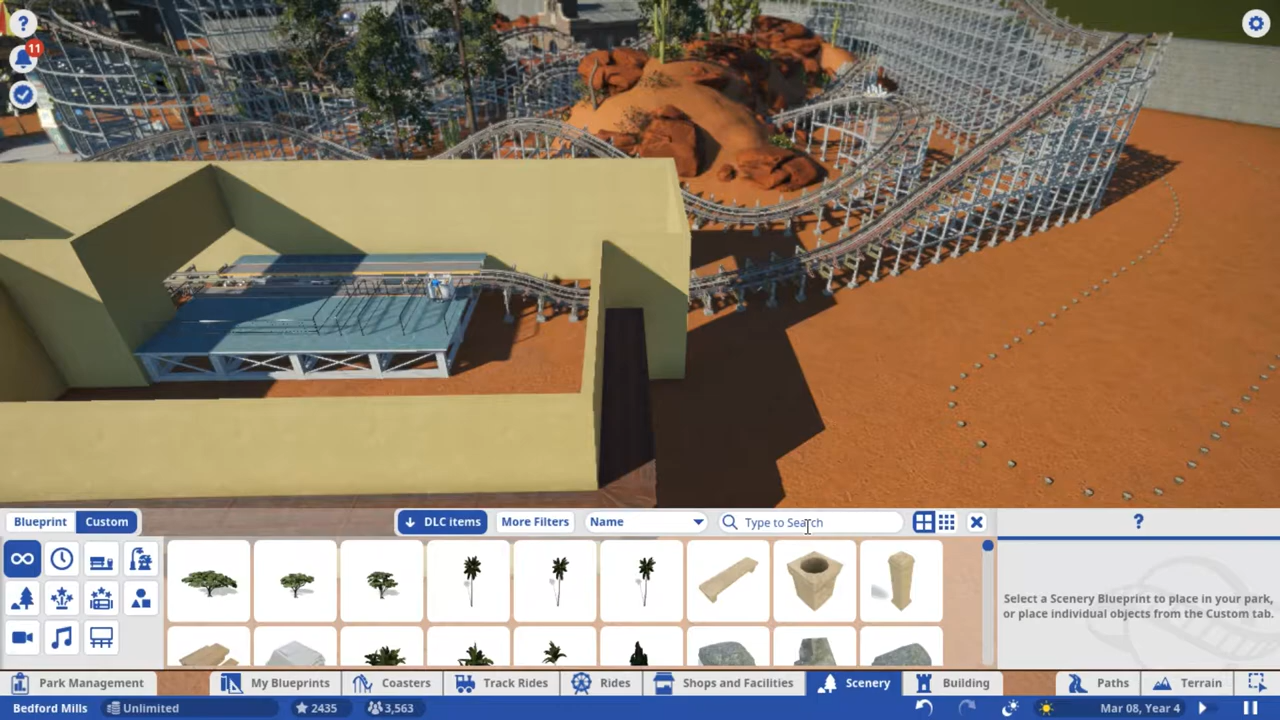 ?
11
Blueprint Custom
DLC items More Filters Name Type to Search
?
Select a Scenery Blueprint to place in your park,
or place individual objects from the Custom tab.
Park Management My Blueprints Coasters Track Rides Rides Shops and Facilities Scenery Building Paths Terrain
Bedford Mills Unlimited 2435 3,563 Mar 08, Year 4